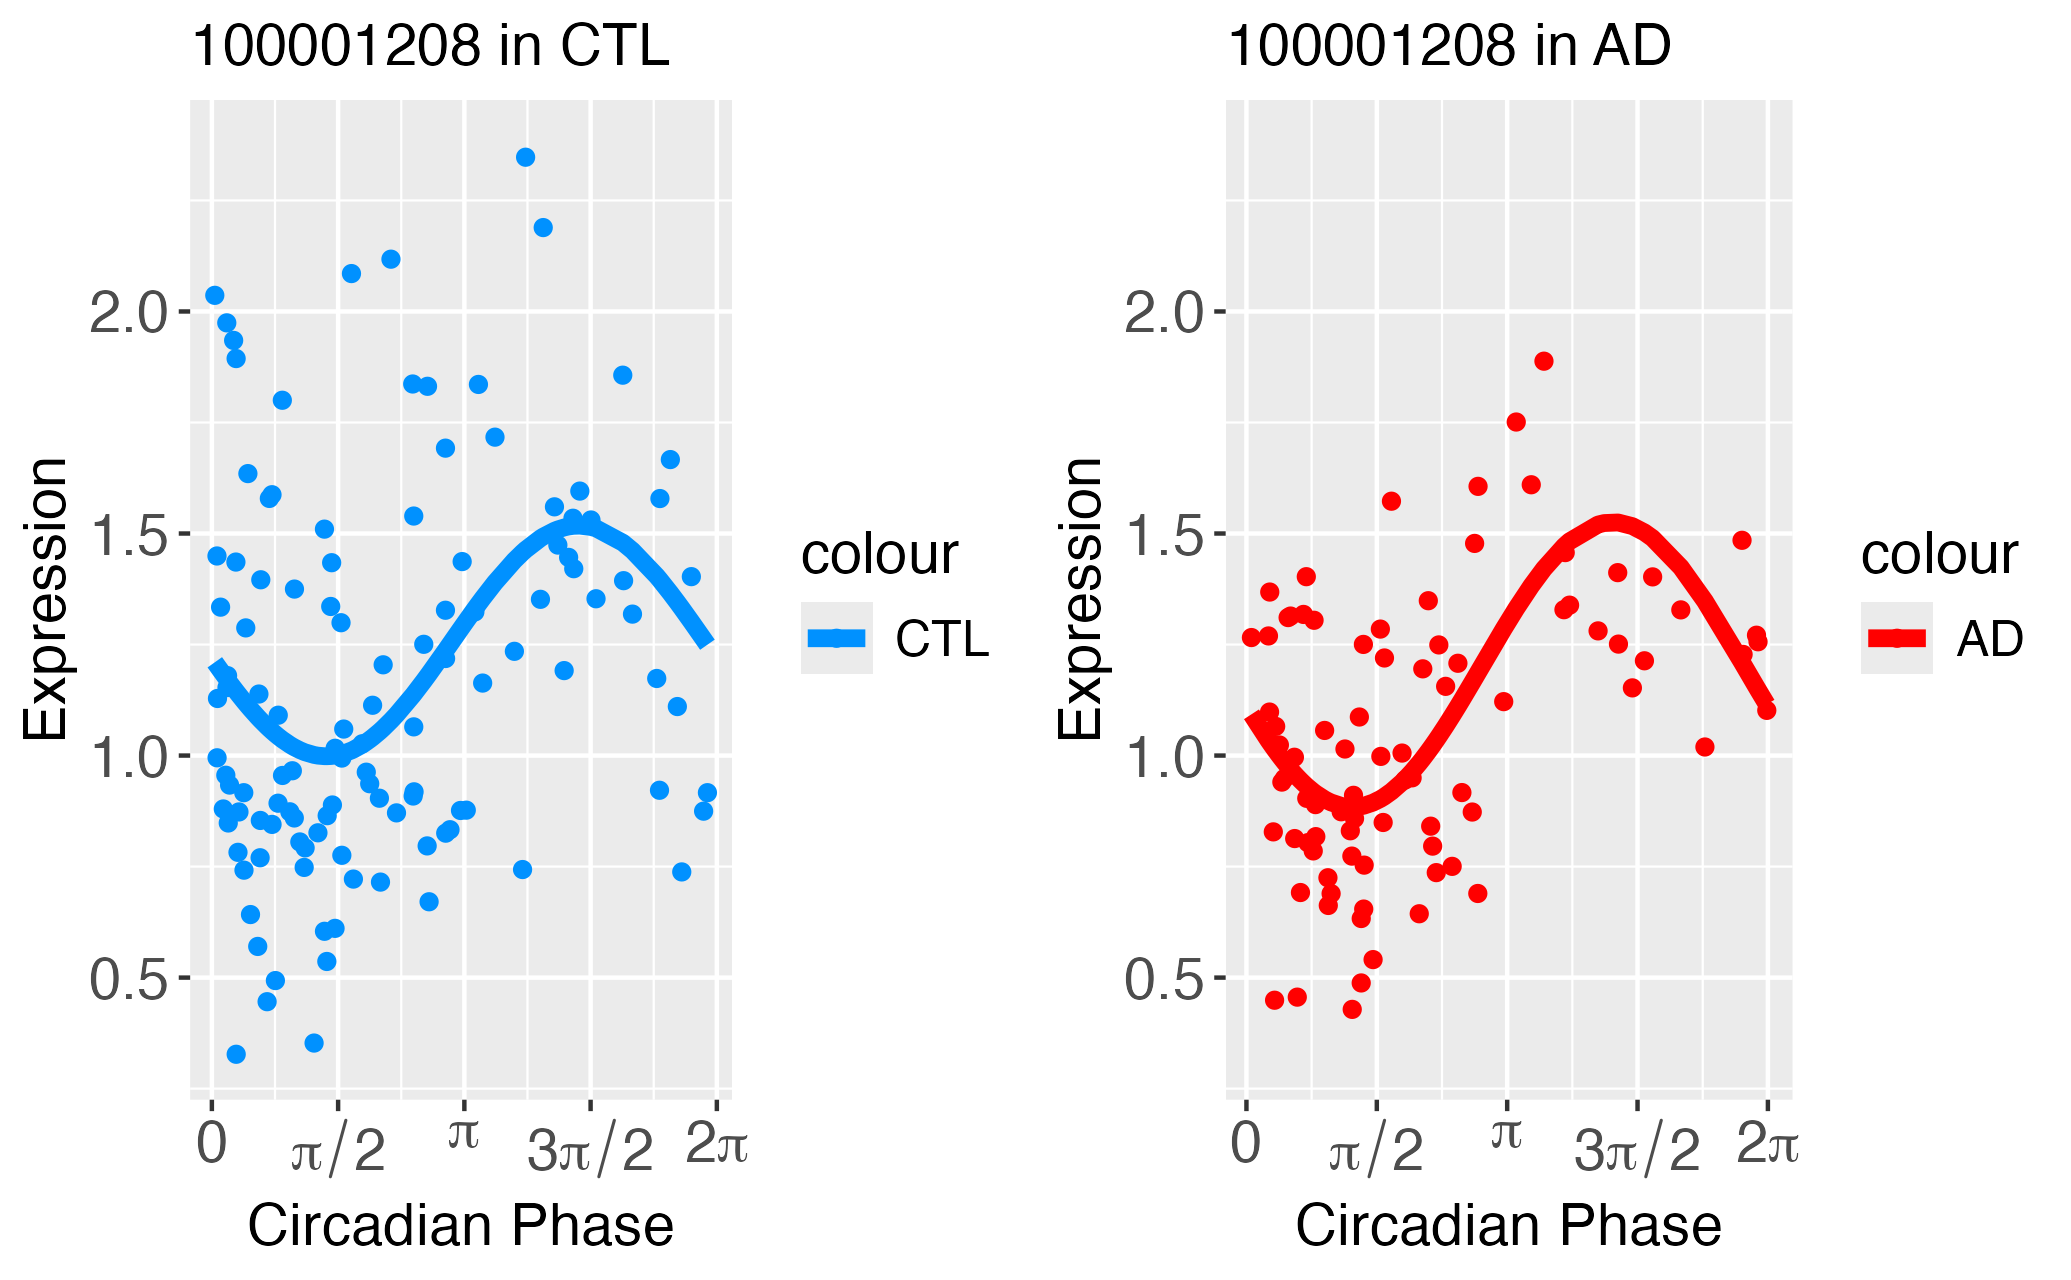 100001208 in CTL
Expression
2.0
1.5
1.0
0.5
0 π/2 π 3π/2 2π
Circadian Phase
colour
CTL
100001208 in AD
Expression
2.0
1.5
1.0
0.5
0 π/2 π 3π/2 2π
Circadian Phase
colour
AD